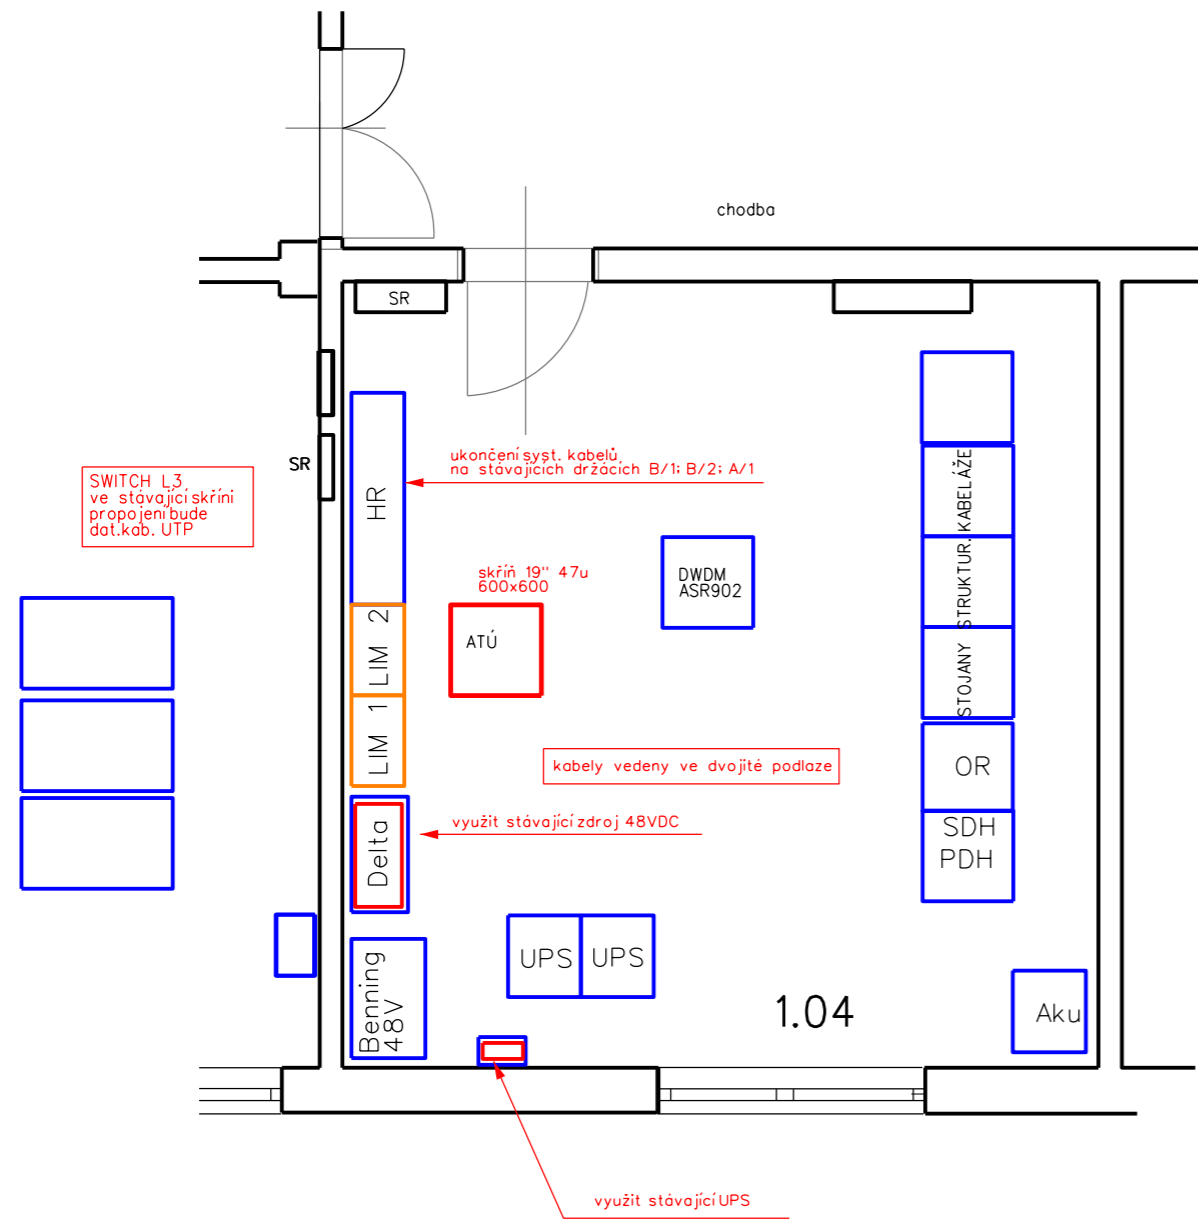 chodba
SR
SR
SWITCH L3
ve stávající skříni
propojení bude
dat.kab. UTP
HR
ukončení syst. kabelů
na stávajících držácích B/1; B/2; A/1
skříň 19'' 47u
600x600
ATÚ
LIM 2
LIM 1
DWDM
ASR902
STOJANY STRUKTUR. KABELÁŽE
OR
SDH
PDH
kabely vedeny ve dvojité podlaze
využit stávající zdroj 48VDC
Delta
Benning
48V
UPS
UPS
1.04
Aku
využit stávající UPS